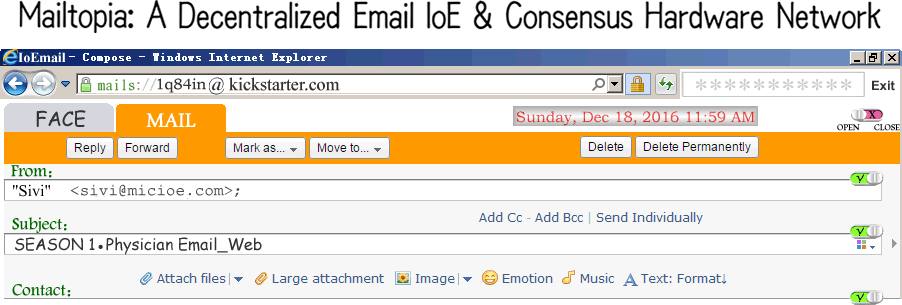 Mailtopia: A Decentralized Email IoE & Consensus Hardware Network
IoEmail - Compose - Windows Internet Explorer
mails://1q84in@kickstarter.com *********** Exit
FACE MAIL Sunday, Dec 18, 2016 11:59 AM X
OPEN CLOSE
Reply Forward Mark as... Move to... Delete Delete Permanently
From:
"Sivi" <sivi@micioe.com>;
Subject: Add Cc - Add Bcc | Send Individually
SEASON 1•Physician Email_Web
Contact: Attach files| Large attachment Image| Emotion Music Text: Format↓